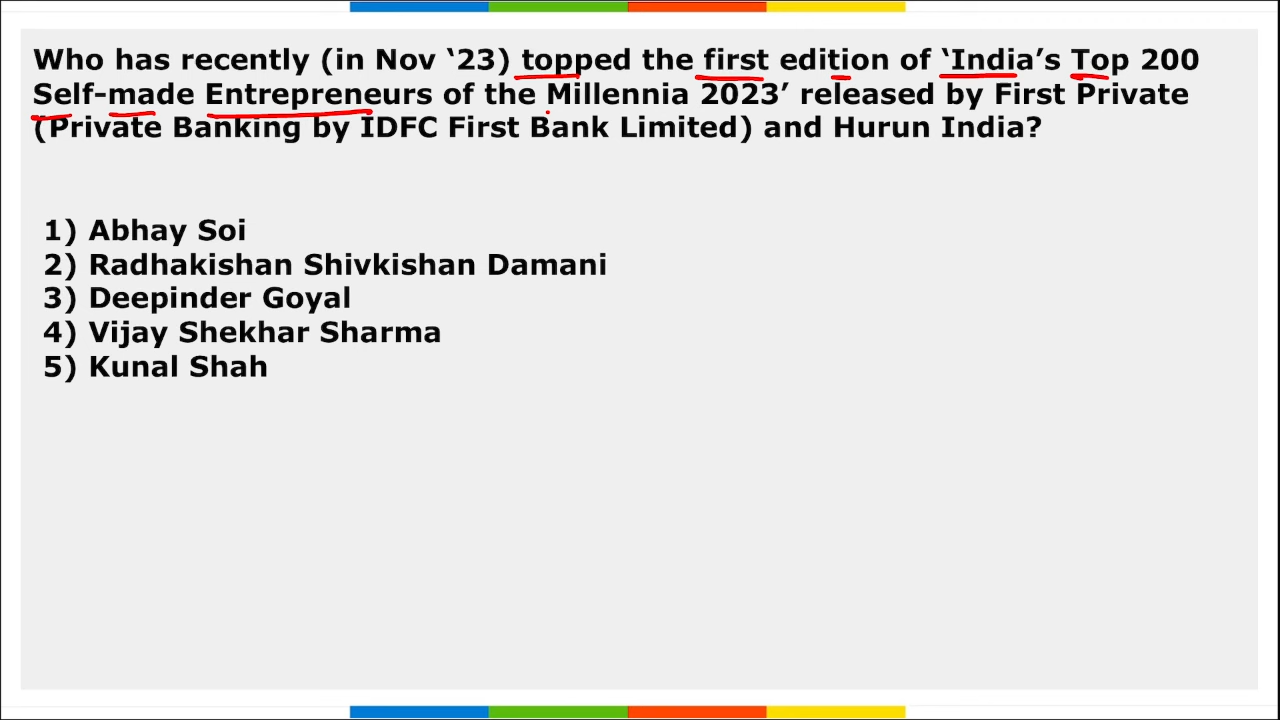 Who has recently (in Nov ‘23) topped the first edition of ‘India’s Top 200
Self-made Entrepreneurs of the Millennia 2023’ released by First Private
(Private Banking by IDFC First Bank Limited) and Hurun India?
1) Abhay Soi
2) Radhakishan Shivkishan Damani
3) Deepinder Goyal
4) Vijay Shekhar Sharma
5) Kunal Shah